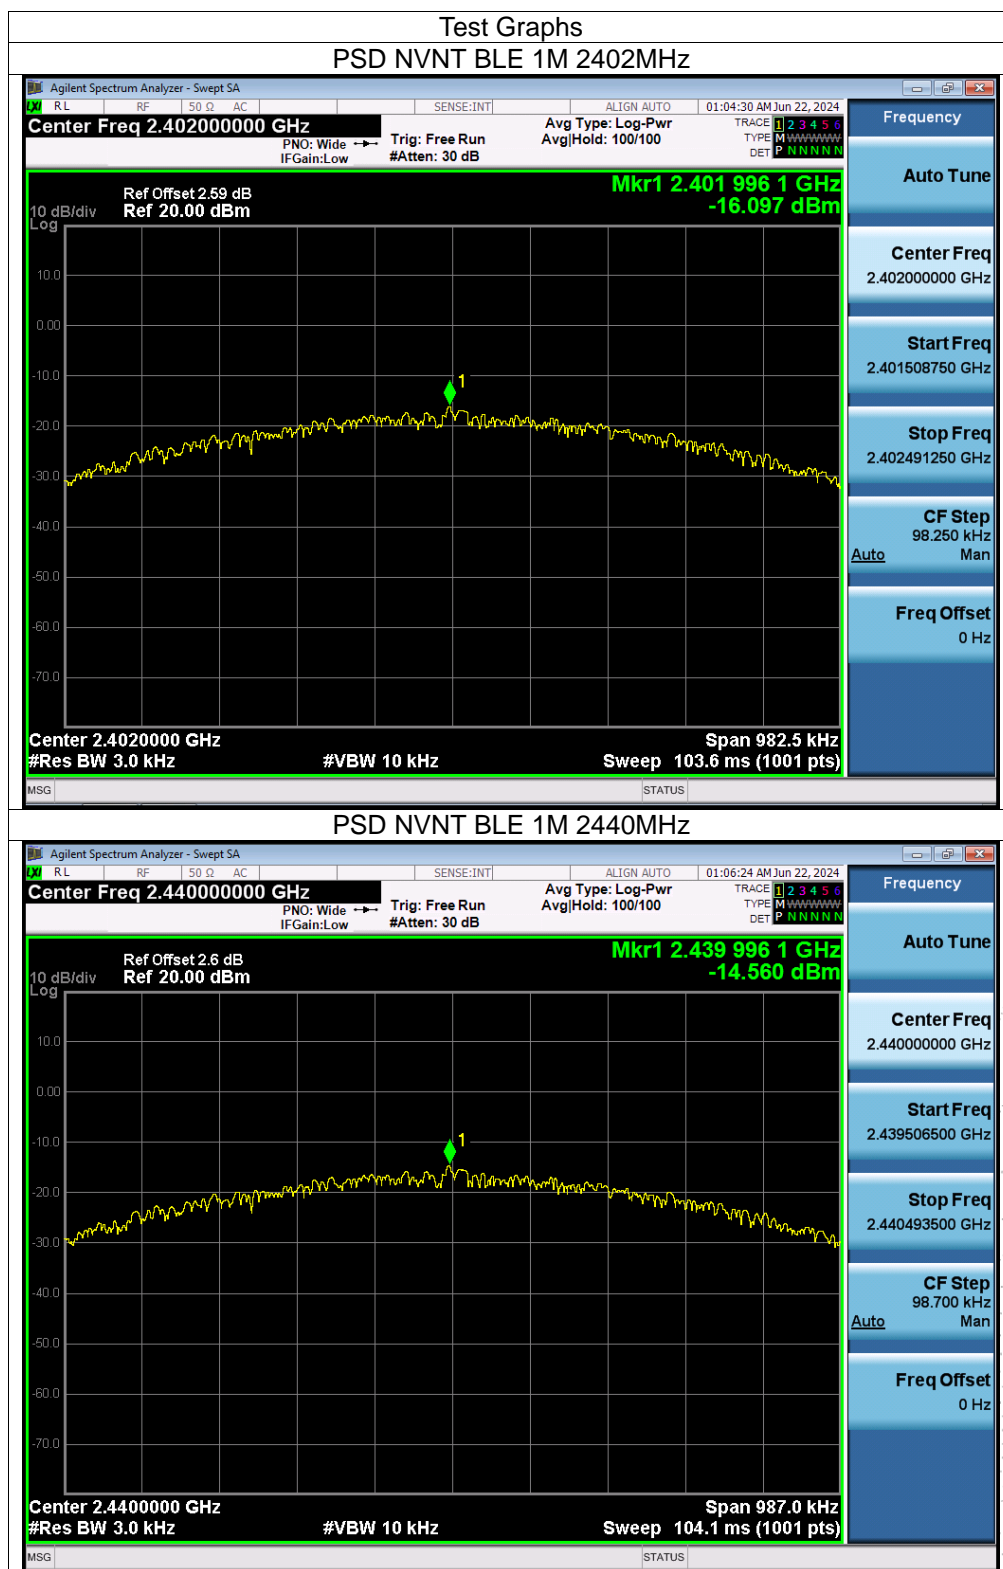 Test Graphs
PSD NVNT BLE 1M 2402MHz
Agilent Spectrum Analyzer - Swept SA
LXI RL RF 50 Ω AC SENSE:INT ALIGN AUTO 01:04:30 AM Jun 22, 2024
Center Freq 2.402000000 GHz
PNO: Wide
IFGain:Low
Trig: Free Run
#Atten: 30 dB
Avg Type: Log-Pwr
Avg|Hold: 100/100
TRACE 1 2 3 4 5 6
TYPE M WWWWW
DET P N N N N N
Frequency
Auto Tune
Center Freq
2.402000000 GHz
Start Freq
2.401508750 GHz
Stop Freq
2.402491250 GHz
CF Step
98.250 kHz
Auto Man
Freq Offset
0 Hz
Mkr1 2.401 996 1 GHz
-16.097 dBm
Ref Offset 2.59 dB
10 dB/div Ref 20.00 dBm
Log
10.0
0.00
-10.0
1
-20.0
-30.0
-40.0
-50.0
-60.0
-70.0
Center 2.4020000 GHz Span 982.5 kHz
#Res BW 3.0 kHz #VBW 10 kHz Sweep 103.6 ms (1001 pts)
MSG STATUS
PSD NVNT BLE 1M 2440MHz
Agilent Spectrum Analyzer - Swept SA
LXI RL RF 50 Ω AC SENSE:INT ALIGN AUTO 01:06:24 AM Jun 22, 2024
Center Freq 2.440000000 GHz
PNO: Wide
IFGain:Low
Trig: Free Run
#Atten: 30 dB
Avg Type: Log-Pwr
Avg|Hold: 100/100
TRACE 1 2 3 4 5 6
TYPE M WWWWW
DET P N N N N N
Frequency
Auto Tune
Center Freq
2.440000000 GHz
Start Freq
2.439506500 GHz
Stop Freq
2.440493500 GHz
CF Step
98.700 kHz
Auto Man
Freq Offset
0 Hz
Mkr1 2.439 996 1 GHz
-14.560 dBm
Ref Offset 2.6 dB
10 dB/div Ref 20.00 dBm
Log
10.0
0.00
-10.0
1
-20.0
-30.0
-40.0
-50.0
-60.0
-70.0
Center 2.4400000 GHz Span 987.0 kHz
#Res BW 3.0 kHz #VBW 10 kHz Sweep 104.1 ms (1001 pts)
MSG STATUS